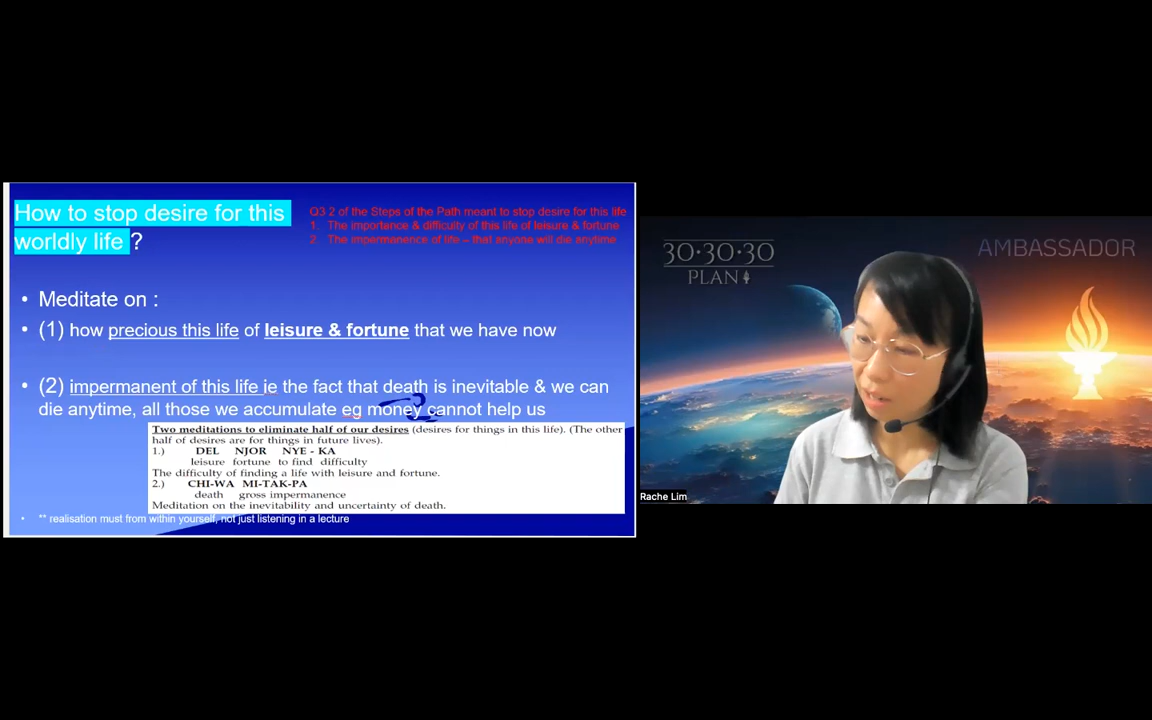 How to stop desire for this
worldly life ?
Q3 2 of the Steps of the Path meant to stop desire for this life
1. The importance & difficulty of this life of leisure & fortune
2. The impermanence of life – that anyone will die anytime
• Meditate on :
• (1) how precious this life of leisure & fortune that we have now
• (2) impermanent of this life ie the fact that death is inevitable & we can
die anytime, all those we accumulate eg money cannot help us
Two meditations to eliminate half of our desires (desires for things in this life). (The other
half of desires are for things in future lives).
1.) DEL NJOR NYE - KA
leisure fortune to find difficulty
The difficulty of finding a life with leisure and fortune.
2.) CHI-WA MI-TAK-PA
death gross impermanence
Meditation on the inevitability and uncertainty of death.
• ** realisation must from within yourself, not just listening in a lecture
30·30·30
PLAN
AMBASSADOR
Rache Lim